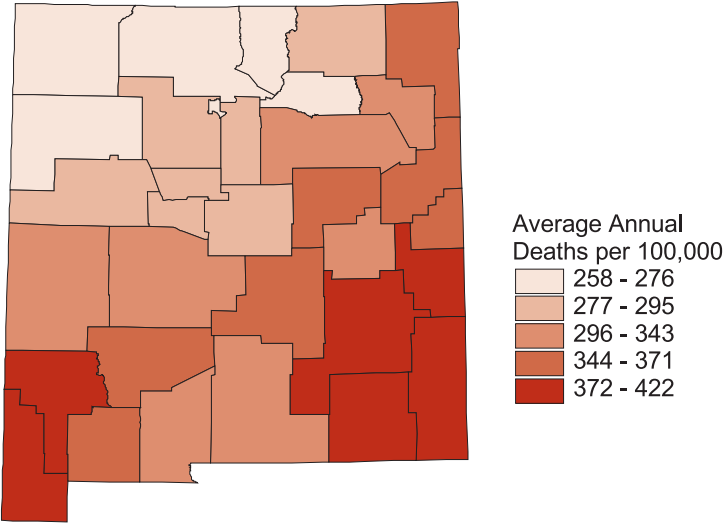 Average Annual
Deaths per 100,000
258 - 276
277 - 295
296 - 343
344 - 371
372 - 422